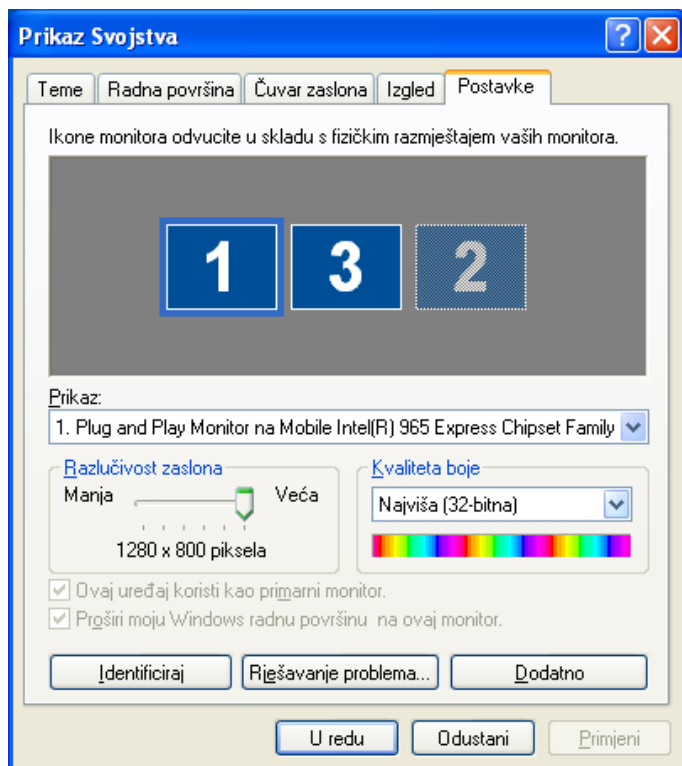 Prikaz Svojstva
Teme Radna površina Čuvar zaslona Izgled Postavke
Ikone monitora odvucite u skladu s fizičkim razmještajem vaših monitora.
1 3 2
Prikaz:
1. Plug and Play Monitor na Mobile Intel(R) 965 Express Chipset Family
Razlučivost zaslona Kvaliteta boje
Manja Veća Najviša (32-bitna)
1280 x 800 piksela
Ovaj uređaj koristi kao primarni monitor.
Proširi moju Windows radnu površinu na ovaj monitor.
Identificiraj Rješavanje problema... Dodatno
U redu Odustani Primjeni